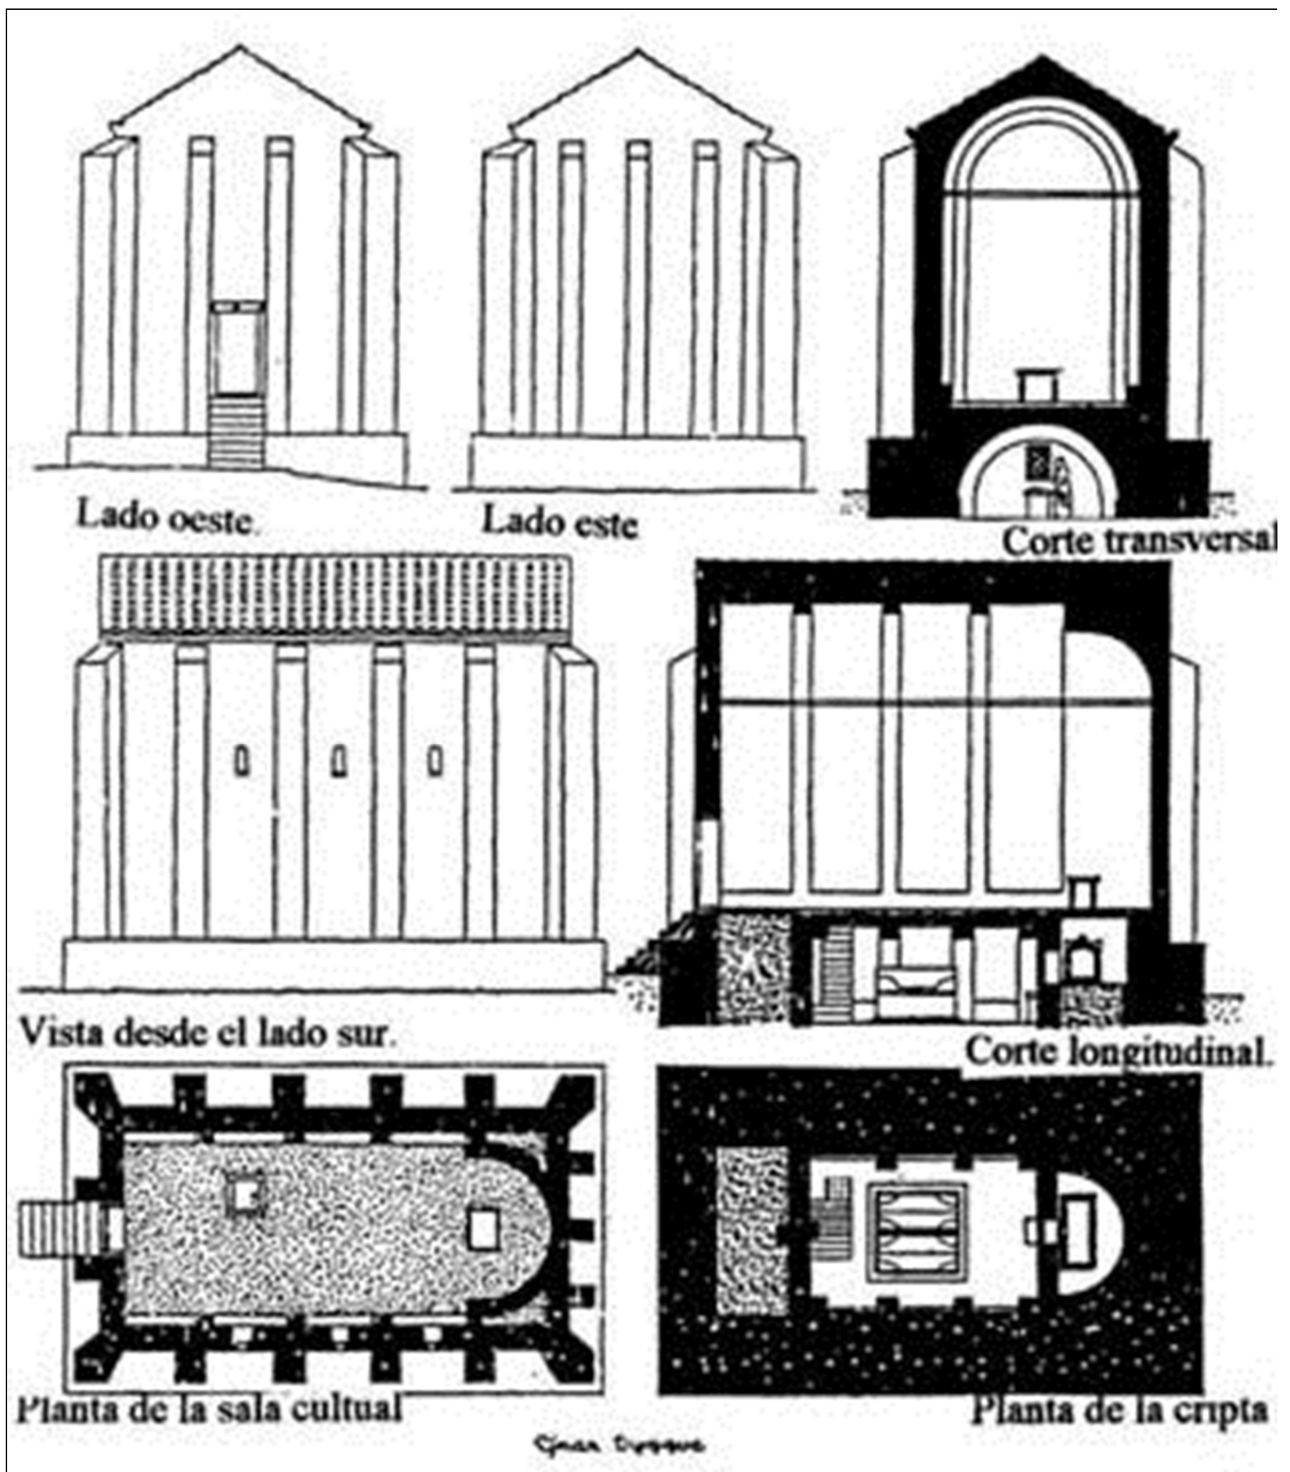 Lado oeste.
Lado este
Corte transversal
Vista desde el lado sur.
Corte longitudinal.
Planta de la sala cultual
Planta de la cripta